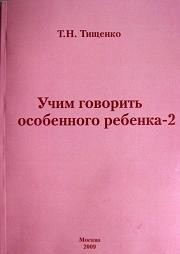 Т.Н. Тищенко
Учим говорить
особенного ребенка-2
Москва
2009